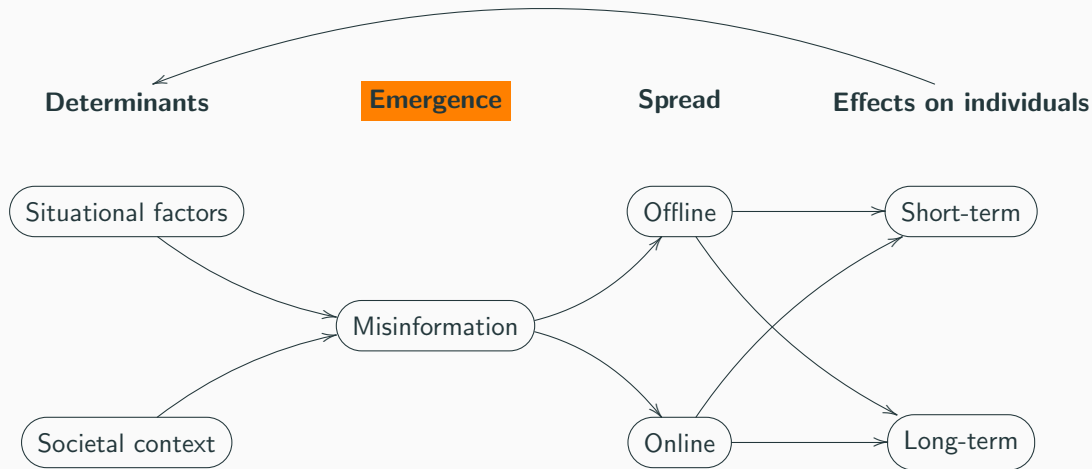 Determinants
Emergence
Spread
Effects on individuals
Situational factors
Offline
Short-term
Misinformation
Societal context
Online
Long-term